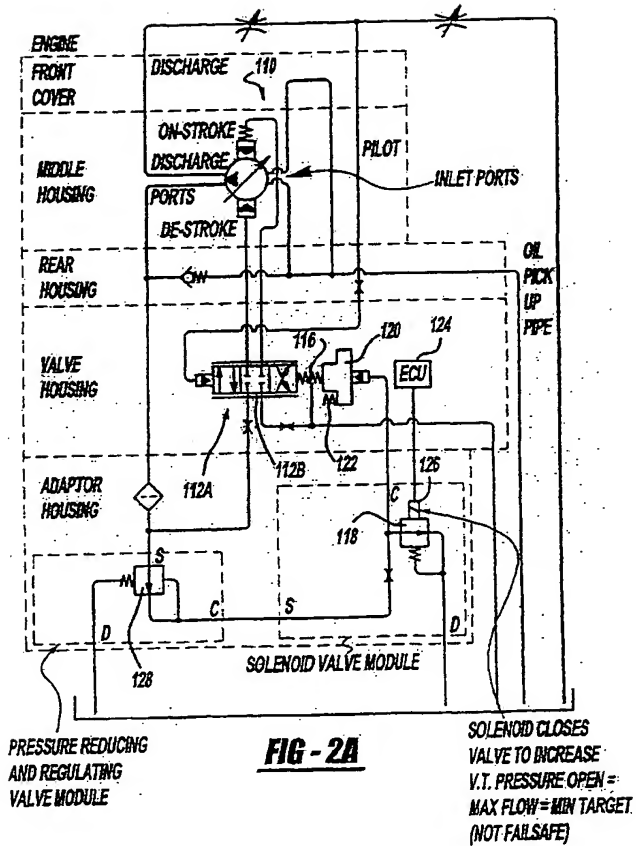 ENGINE
FRONT
COVER
DISCHARGE
110
ON-STROKE
DISCHARGE
PORTS
DE-STROKE
MIDDLE
HOUSING
PILOT
INLET PORTS
REAR
HOUSING
OIL
PICK
UP
PIPE
VALVE
HOUSING
116
120
124
ECU
122
112A
112B
ADAPTOR
HOUSING
126
C
118
S
D
S
C
D
128
SOLENOID VALVE MODULE
PRESSURE REDUCING
AND REGULATING
VALVE MODULE
FIG - 2A
SOLENOID CLOSES
VALVE TO INCREASE
V.T. PRESSURE OPEN =
MAX FLOW = MIN TARGET
(NOT FAILSAFE)